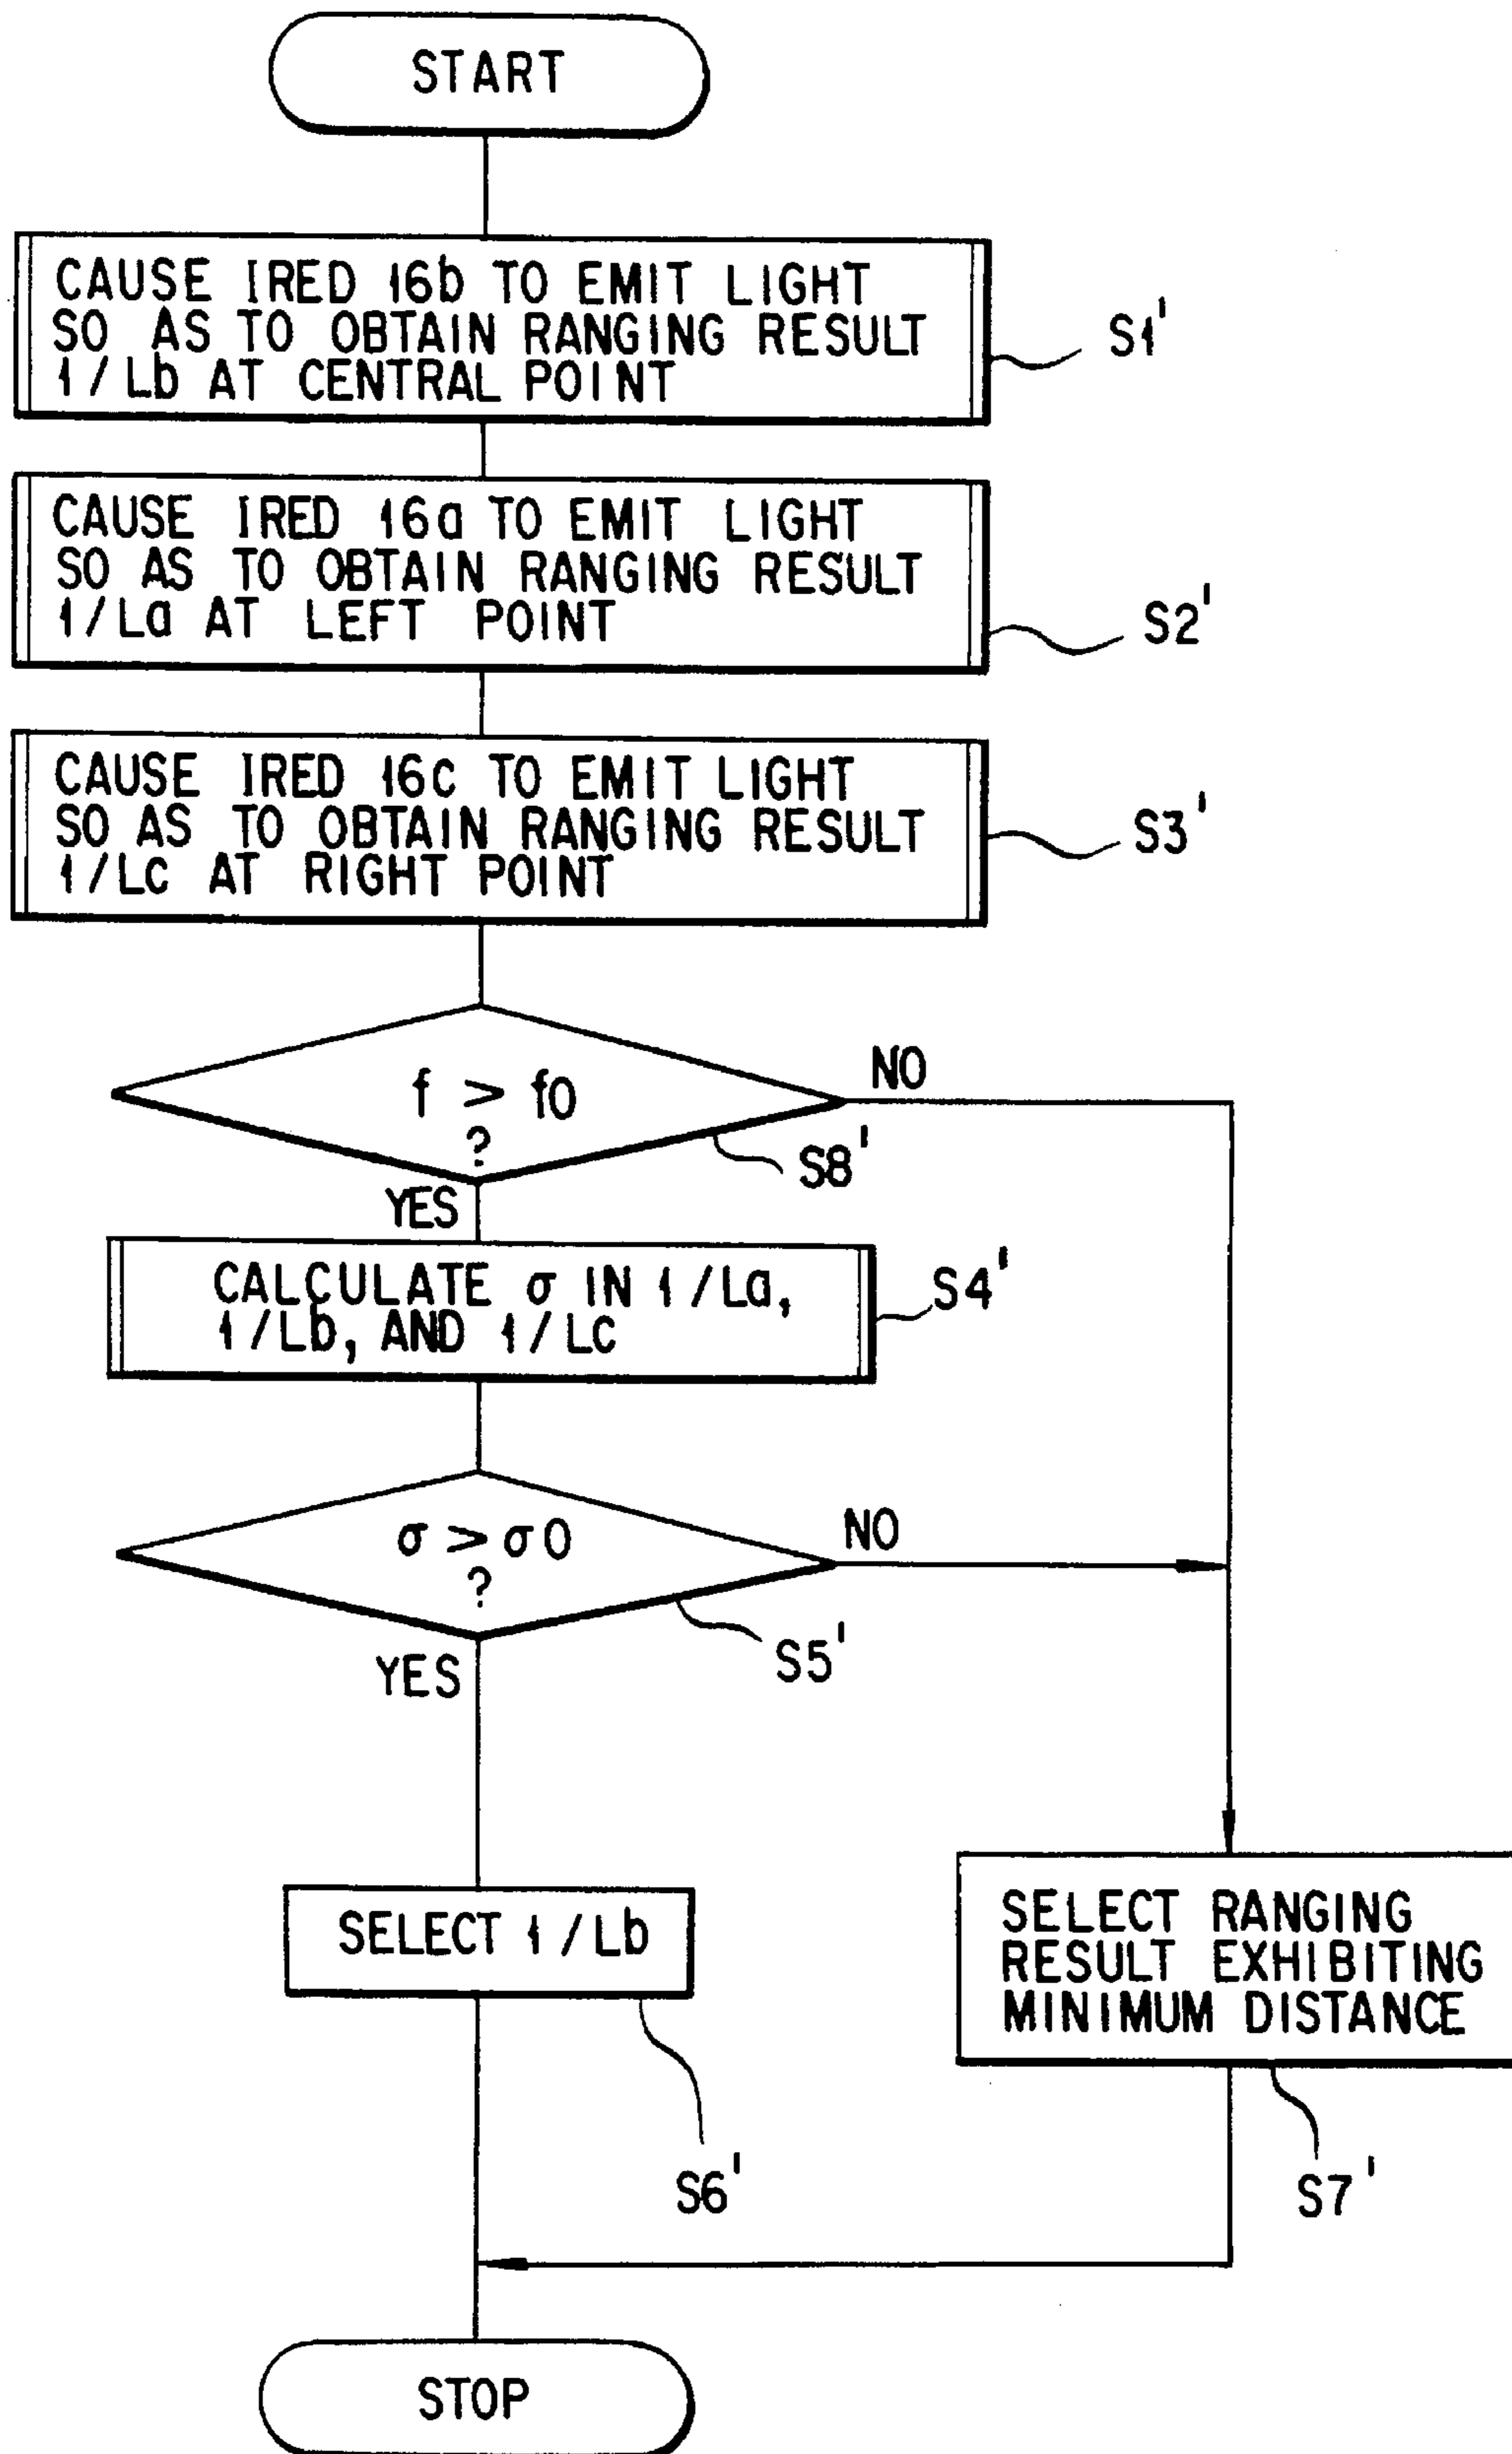 START
CAUSE IRED 16b TO EMIT LIGHT
SO AS TO OBTAIN RANGING RESULT
1/Lb AT CENTRAL POINT
S1'
CAUSE IRED 16a TO EMIT LIGHT
SO AS TO OBTAIN RANGING RESULT
1/La AT LEFT POINT
S2'
CAUSE IRED 16c TO EMIT LIGHT
SO AS TO OBTAIN RANGING RESULT
1/Lc AT RIGHT POINT
S3'
f > f0
?
NO
S8'
YES
CALCULATE σ IN 1/La,
1/Lb, AND 1/Lc
S4'
σ > σ0
?
NO
S5'
YES
SELECT 1/Lb
S6'
SELECT RANGING
RESULT EXHIBITING
MINIMUM DISTANCE
S7'
STOP